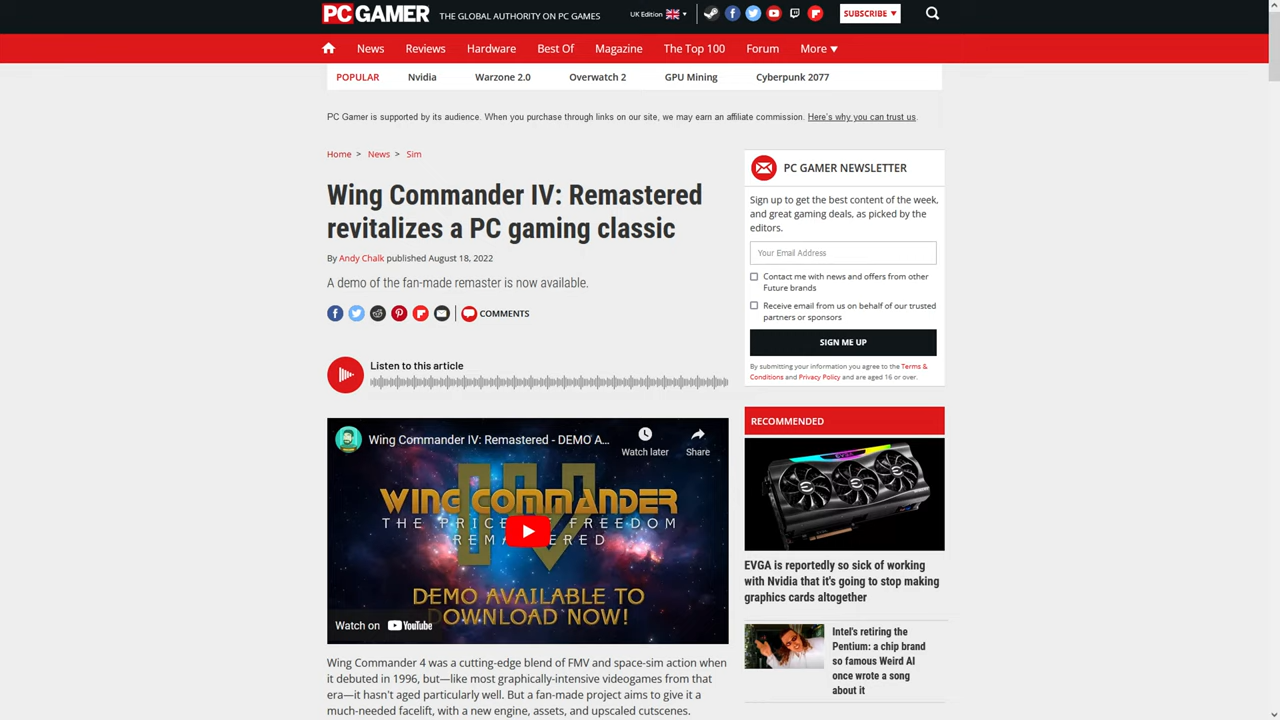 PC GAMER THE GLOBAL AUTHORITY ON PC GAMES
UK Edition
SUBSCRIBE
News Reviews Hardware Best Of Magazine The Top 100 Forum More
POPULAR Nvidia Warzone 2.0 Overwatch 2 GPU Mining Cyberpunk 2077
PC Gamer is supported by its audience. When you purchase through links on our site, we may earn an affiliate commission. Here's why you can trust us.
Home > News > Sim
Wing Commander IV: Remastered
revitalizes a PC gaming classic
By Andy Chalk published August 18, 2022
A demo of the fan-made remaster is now available.
COMMENTS
Listen to this article
Wing Commander IV: Remastered - DEMO A...
Watch later
Share
IV
WING COMMANDER
THE PRICE OF FREEDOM
REMASTERED
DEMO AVAILABLE TO
DOWNLOAD NOW!
Watch on YouTube
Wing Commander 4 was a cutting-edge blend of FMV and space-sim action when
it debuted in 1996, but—like most graphically-intensive videogames from that
era—it hasn't aged particularly well. But a fan-made project aims to give it a
much-needed facelift, with a new engine, assets, and upscaled cutscenes.
PC GAMER NEWSLETTER
Sign up to get the best content of the week,
and great gaming deals, as picked by the
editors.
Your Email Address
Contact me with news and offers from other
Future brands
Receive email from us on behalf of our trusted
partners or sponsors
SIGN ME UP
By submitting your information you agree to the Terms &
Conditions and Privacy Policy and are aged 16 or over.
RECOMMENDED
EVGA is reportedly so sick of working
with Nvidia that it's going to stop making
graphics cards altogether
Intel's retiring the
Pentium: a chip brand
so famous Weird Al
once wrote a song
about it